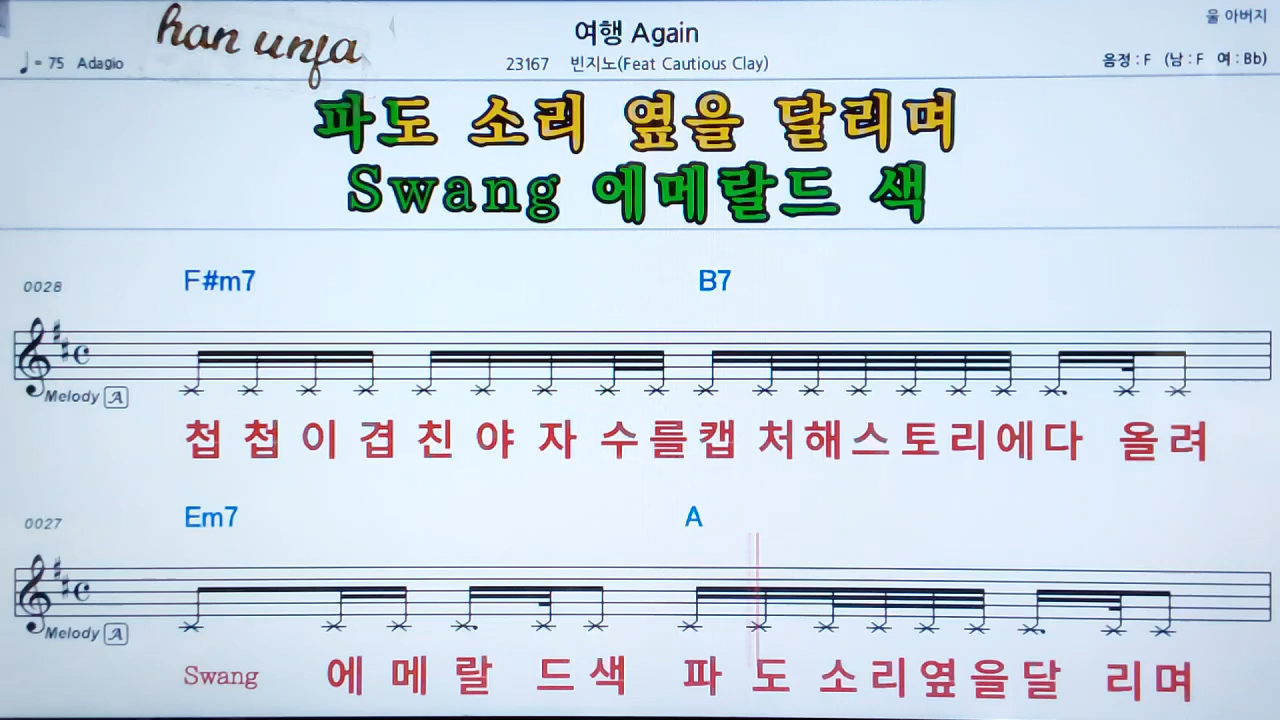 han unfa
여행 Again
울 아버지
♩= 75 Adagio
23167 빈지노(Feat Cautious Clay)
음정 : F (남 : F 여 : Bb)
파도 소리 옆을 달리며
Swang 에메랄드 색
0028
F#m7 B7
Melody A
첩 첩 이 겹 친 야 자 수 를 캡 처 해 스 토 리 에 다 올 려
0027
Em7 A
Melody A
Swang 에 메 랄 드 색 파 도 소 리 옆 을 달 리 며